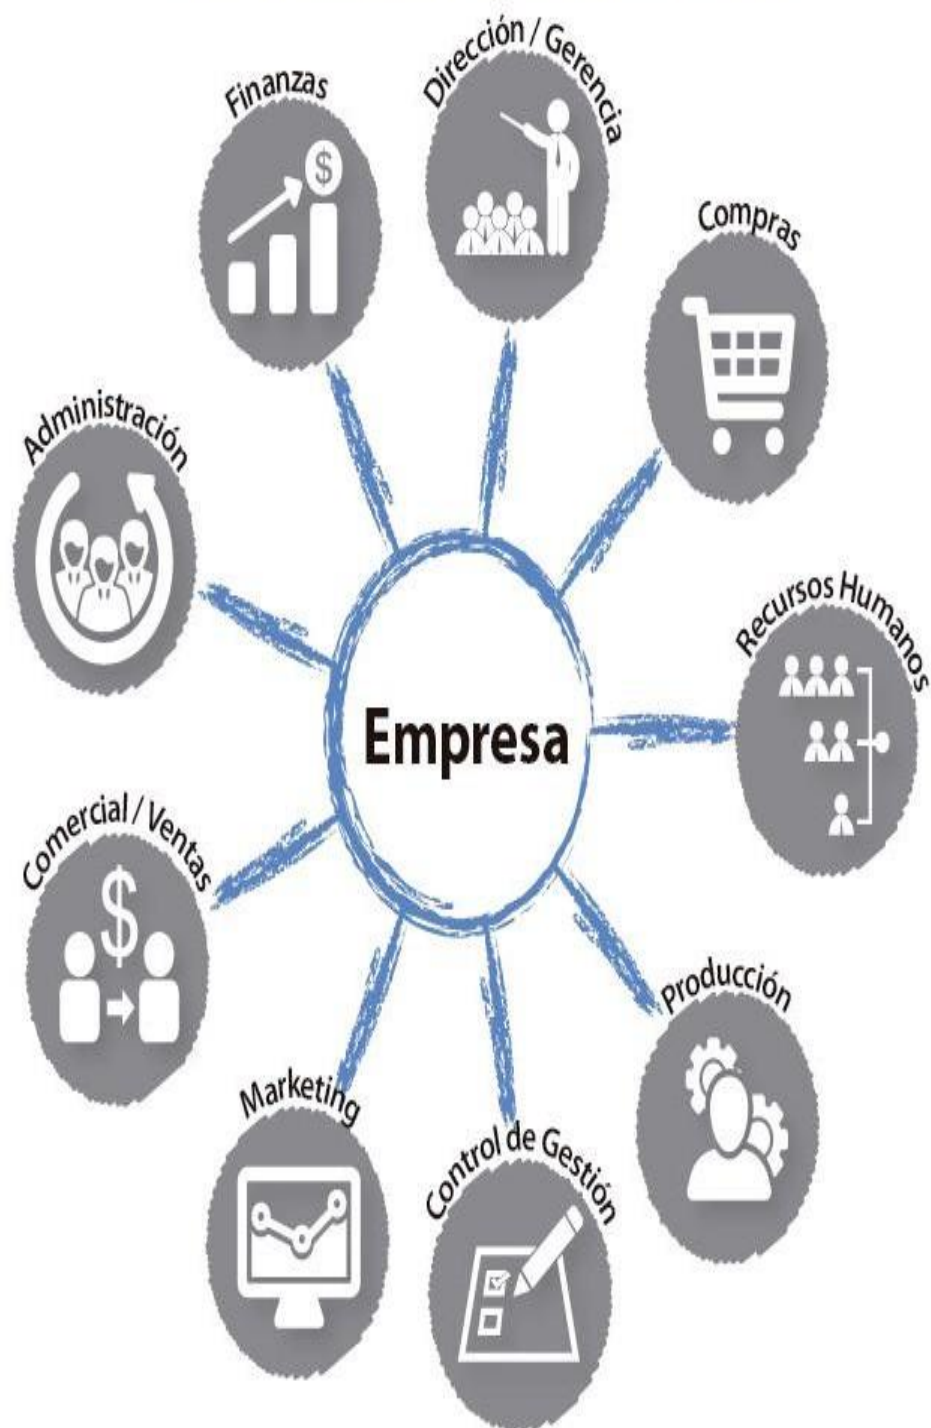 Dirección / Gerencia
Finanzas
Compras
$
Administración
Recursos Humanos
Empresa
Comercial / Ventas
$
Producción
Marketing
Control de Gestión